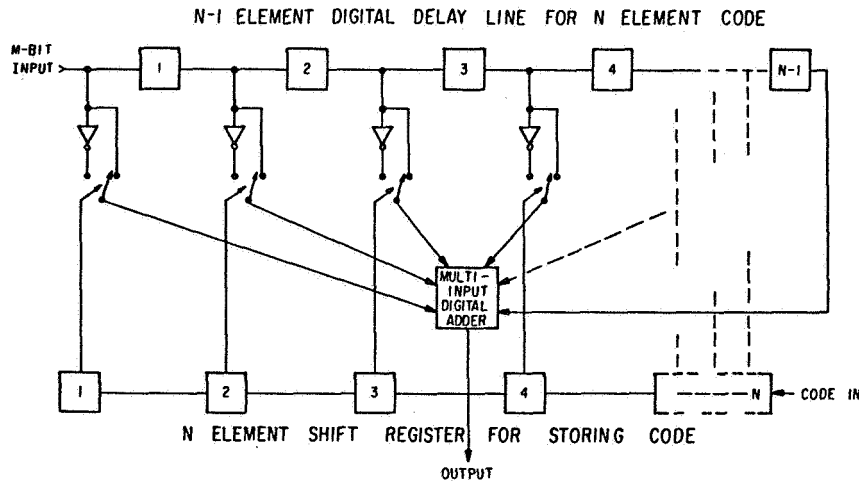 N-1 ELEMENT DIGITAL DELAY LINE FOR N ELEMENT CODE
M-BIT
INPUT
1
2
3
4
N-1
MULTI-
INPUT
DIGITAL
ADDER
1
2
3
4
N
CODE IN
N ELEMENT SHIFT REGISTER FOR STORING CODE
OUTPUT